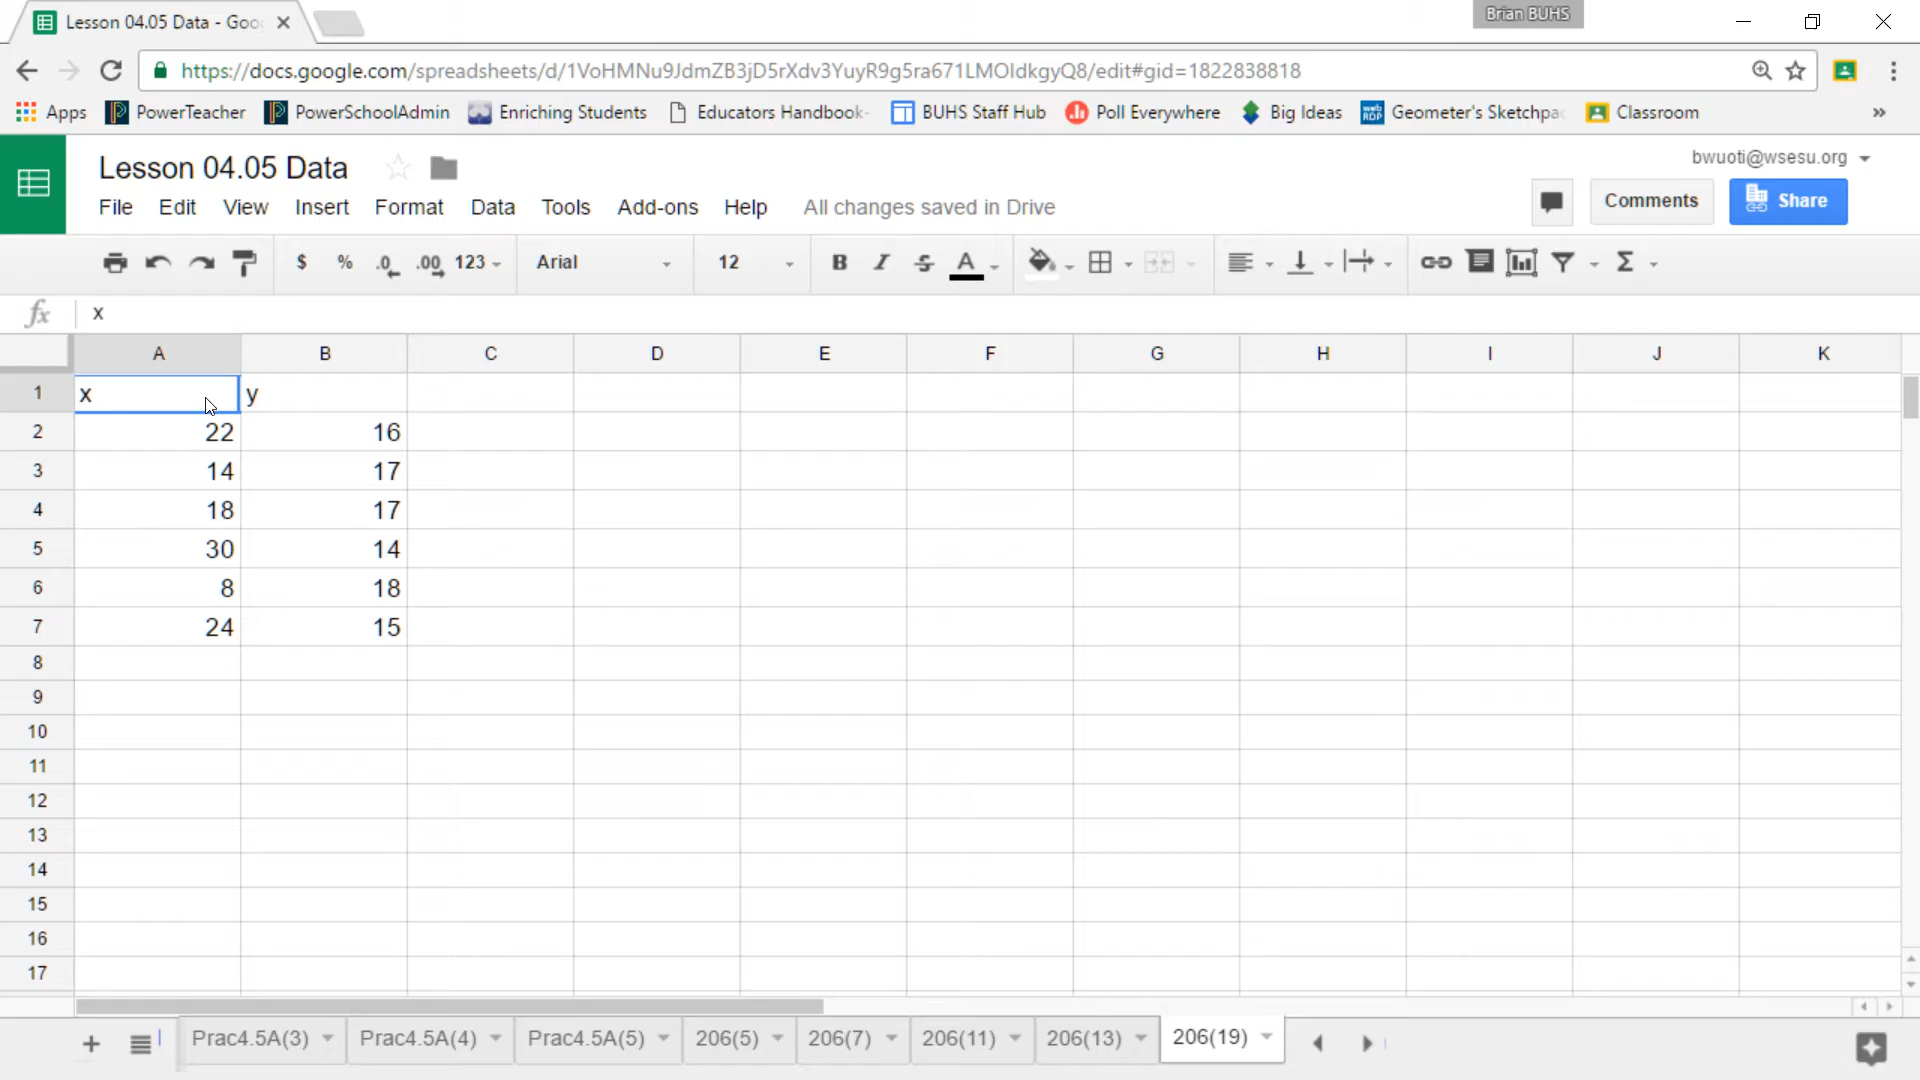 Lesson 04.05 Data - Goo
Brian BUHS
https://docs.google.com/spreadsheets/d/1VoHMNu9JdmZB3jD5rXdv3YuyR9g5ra671LMOIdkgyQ8/edit#gid=1822838818
Apps PowerTeacher PowerSchoolAdmin Enriching Students Educators Handbook- BUHS Staff Hub Poll Everywhere Big Ideas Geometer's Sketchpa Classroom »
Lesson 04.05 Data
bwuoti@wsesu.org
File Edit View Insert Format Data Tools Add-ons Help All changes saved in Drive
Comments Share
$ % .0 .00 123 Arial 12 B I S A Σ
fx x
A B C D E F G H I J K
1 x y
2 22 16
3 14 17
4 18 17
5 30 14
6 8 18
7 24 15
8
9
10
11
12
13
14
15
16
17
Prac4.5A(3) Prac4.5A(4) Prac4.5A(5) 206(5) 206(7) 206(11) 206(13) 206(19)